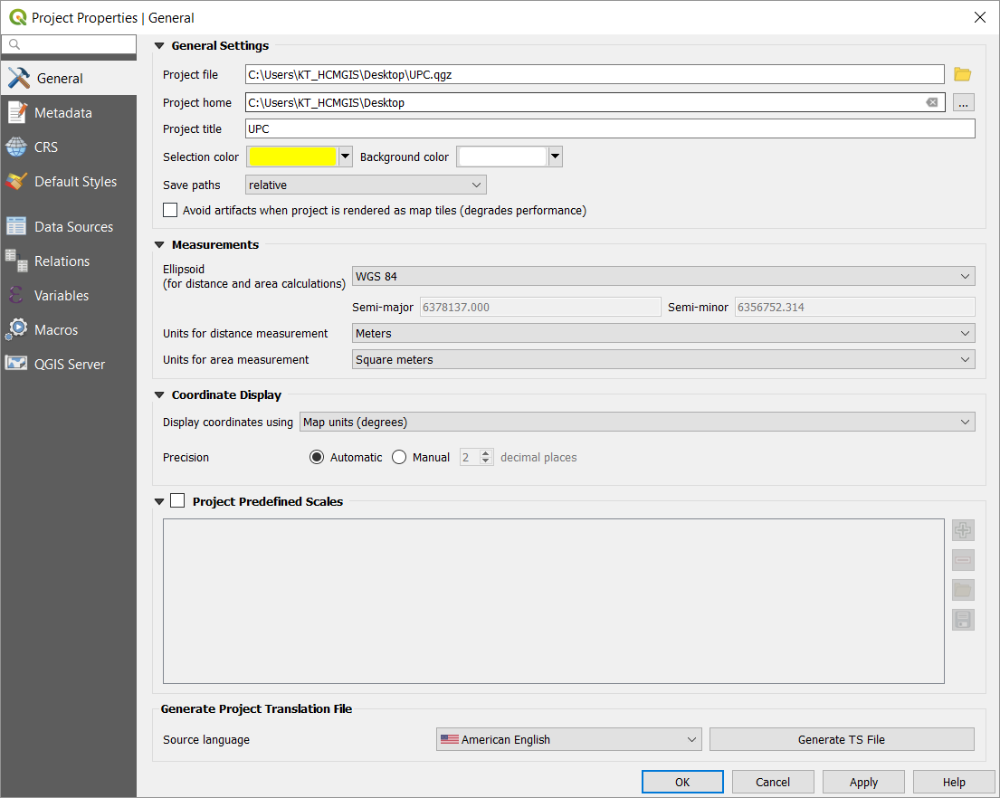 Project Properties | General
General
Metadata
CRS
Default Styles
Data Sources
Relations
Variables
Macros
QGIS Server
General Settings
Project file C:\Users\KT_HCMGIS\Desktop\UPC.qgz
Project home C:\Users\KT_HCMGIS\Desktop ...
Project title UPC
Selection color Background color
Save paths relative
Avoid artifacts when project is rendered as map tiles (degrades performance)
Measurements
Ellipsoid
(for distance and area calculations) WGS 84
Semi-major 6378137.000 Semi-minor 6356752.314
Units for distance measurement Meters
Units for area measurement Square meters
Coordinate Display
Display coordinates using Map units (degrees)
Precision Automatic Manual 2 decimal places
Project Predefined Scales
Generate Project Translation File
Source language American English Generate TS File
OK Cancel Apply Help